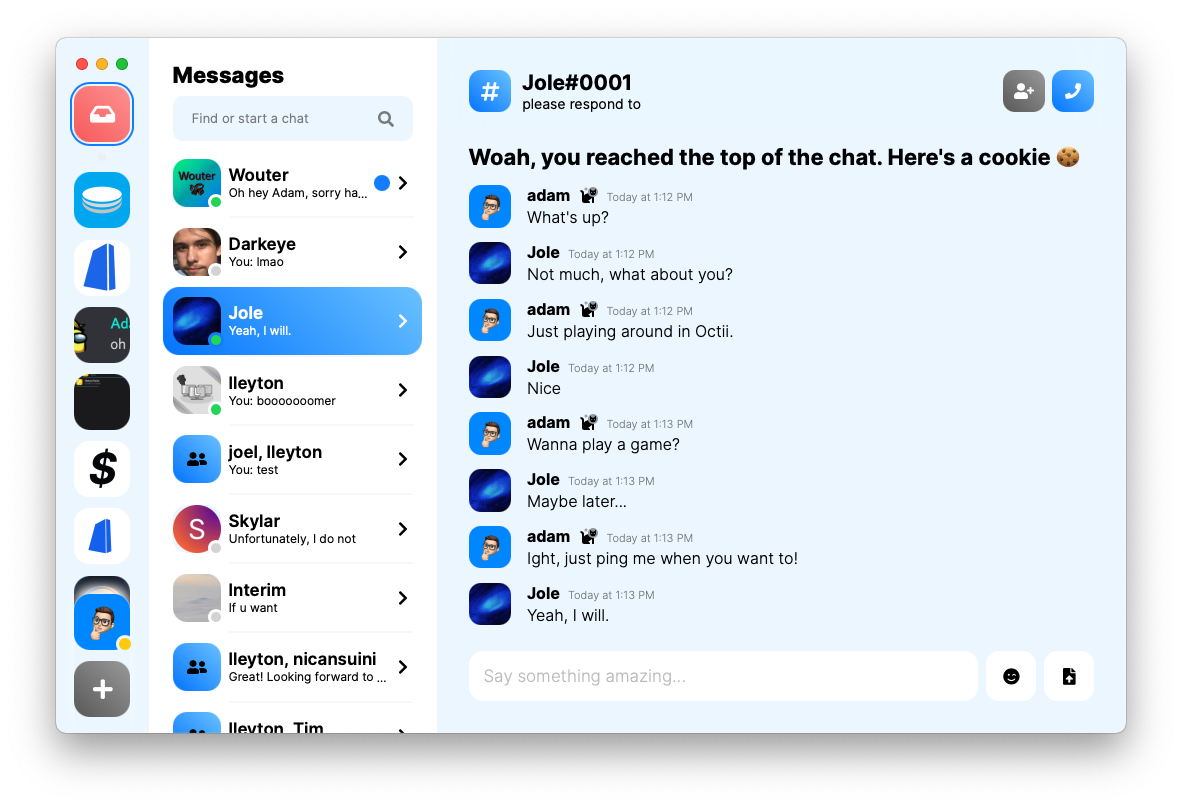 Messages
Find or start a chat
Wouter
Wouter
Oh hey Adam, sorry ha...
Darkeye
You: lmao
Jole
Yeah, I will.
lleyton
You: booooooomer
joel, lleyton
You: test
S
Skylar
Unfortunately, I do not
Interim
If u want
lleyton, nicansuini
Great! Looking forward to ...
lleyton, Tim
Ad
oh
$
#
Jole#0001
please respond to
Woah, you reached the top of the chat. Here's a cookie 🍪
adam Today at 1:12 PM
What's up?
Jole Today at 1:12 PM
Not much, what about you?
adam Today at 1:12 PM
Just playing around in Octii.
Jole Today at 1:12 PM
Nice
adam Today at 1:13 PM
Wanna play a game?
Jole Today at 1:13 PM
Maybe later...
adam Today at 1:13 PM
Ight, just ping me when you want to!
Jole Today at 1:13 PM
Yeah, I will.
Say something amazing...